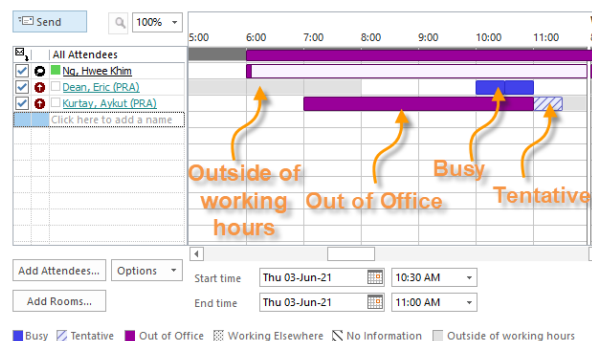 Send
100%
5:00 6:00 7:00 8:00 9:00 10:00 11:00
All Attendees
Ng, Hwee Khim
Dean, Eric (PRA)
Kurtay, Aykut (PRA)
Click here to add a name
Outside of
working
hours
Out of Office
Busy
Tentative
Add Attendees... Options
Start time Thu 03-Jun-21 10:30 AM
End time Thu 03-Jun-21 11:00 AM
Add Rooms...
Busy Tentative Out of Office Working Elsewhere No Information Outside of working hours